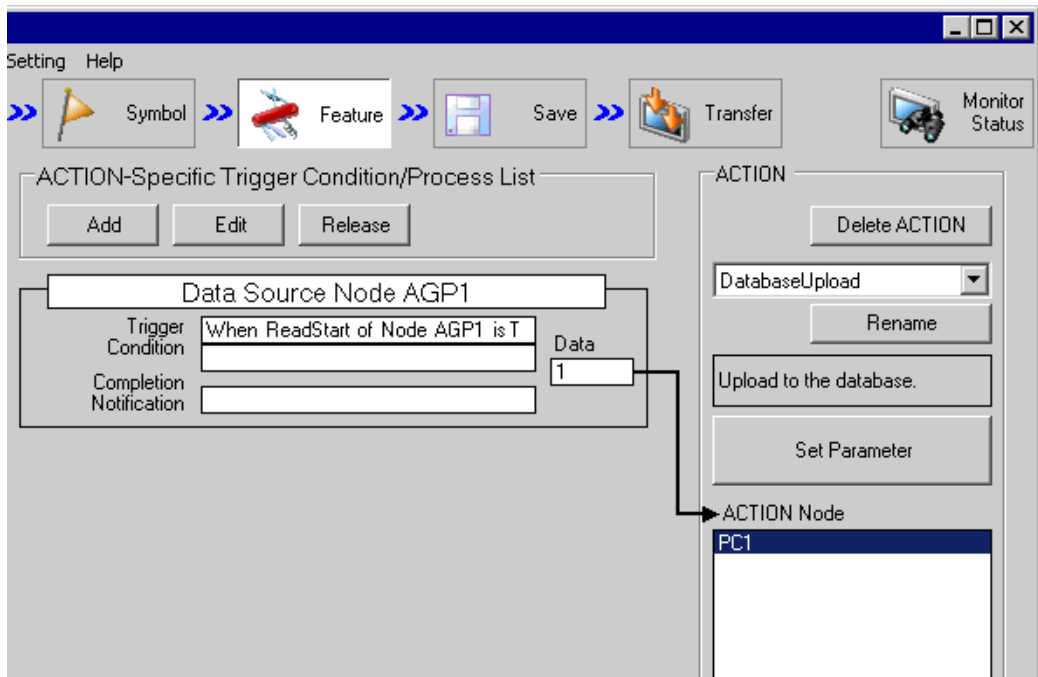 Setting Help
Symbol Feature Save Transfer Monitor Status
ACTION-Specific Trigger Condition/Process List
Add Edit Release
Data Source Node AGP1
Trigger Condition When ReadStart of Node AGP1 is T
Data
1
Completion Notification
ACTION
Delete ACTION
DatabaseUpload
Rename
Upload to the database.
Set Parameter
ACTION Node
PC1